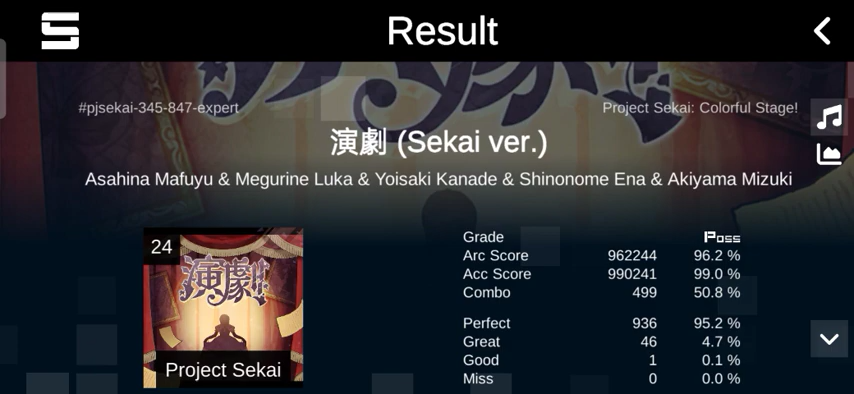 Result
#pjsekai-345-847-expert
Project Sekai: Colorful Stage!
演劇 (Sekai ver.)
Asahina Mafuyu & Megurine Luka & Yoisaki Kanade & Shinonome Ena & Akiyama Mizuki
24
演劇
Project Sekai
Grade Pass
Arc Score 962244 96.2 %
Acc Score 990241 99.0 %
Combo 499 50.8 %
Perfect 936 95.2 %
Great 46 4.7 %
Good 1 0.1 %
Miss 0 0.0 %